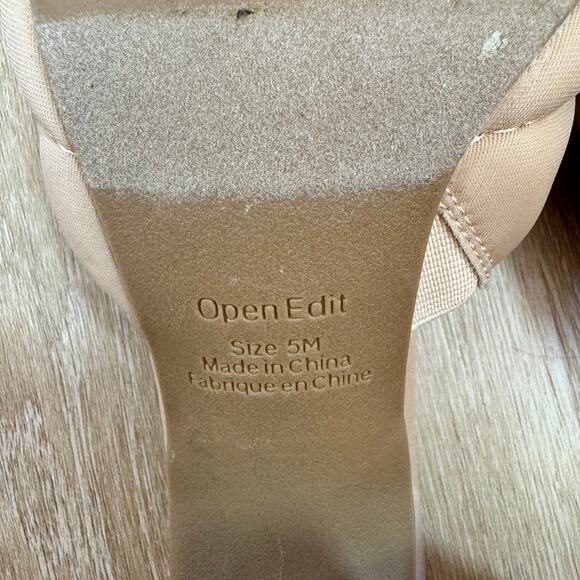 Open Edit
Size 5M
Made in China
Fabrique en Chine